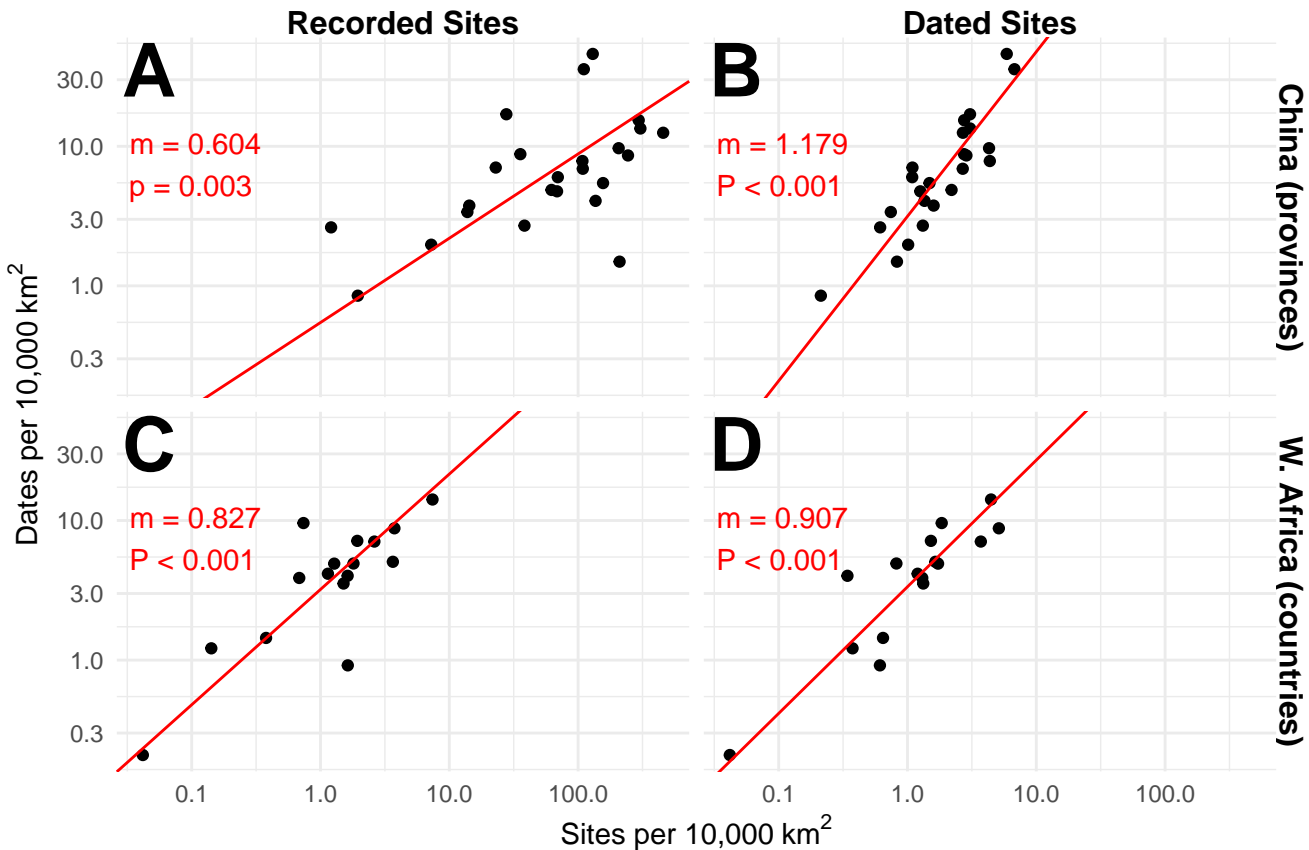 Recorded Sites
Dated Sites
A
m = 0.604
p = 0.003
B
m = 1.179
P < 0.001
China (provinces)
30.0
10.0
3.0
1.0
0.3
C
m = 0.827
P < 0.001
D
m = 0.907
P < 0.001
W. Africa (countries)
30.0
10.0
3.0
1.0
0.3
Dates per 10,000 km²
0.1 1.0 10.0 100.0
0.1 1.0 10.0 100.0
Sites per 10,000 km²